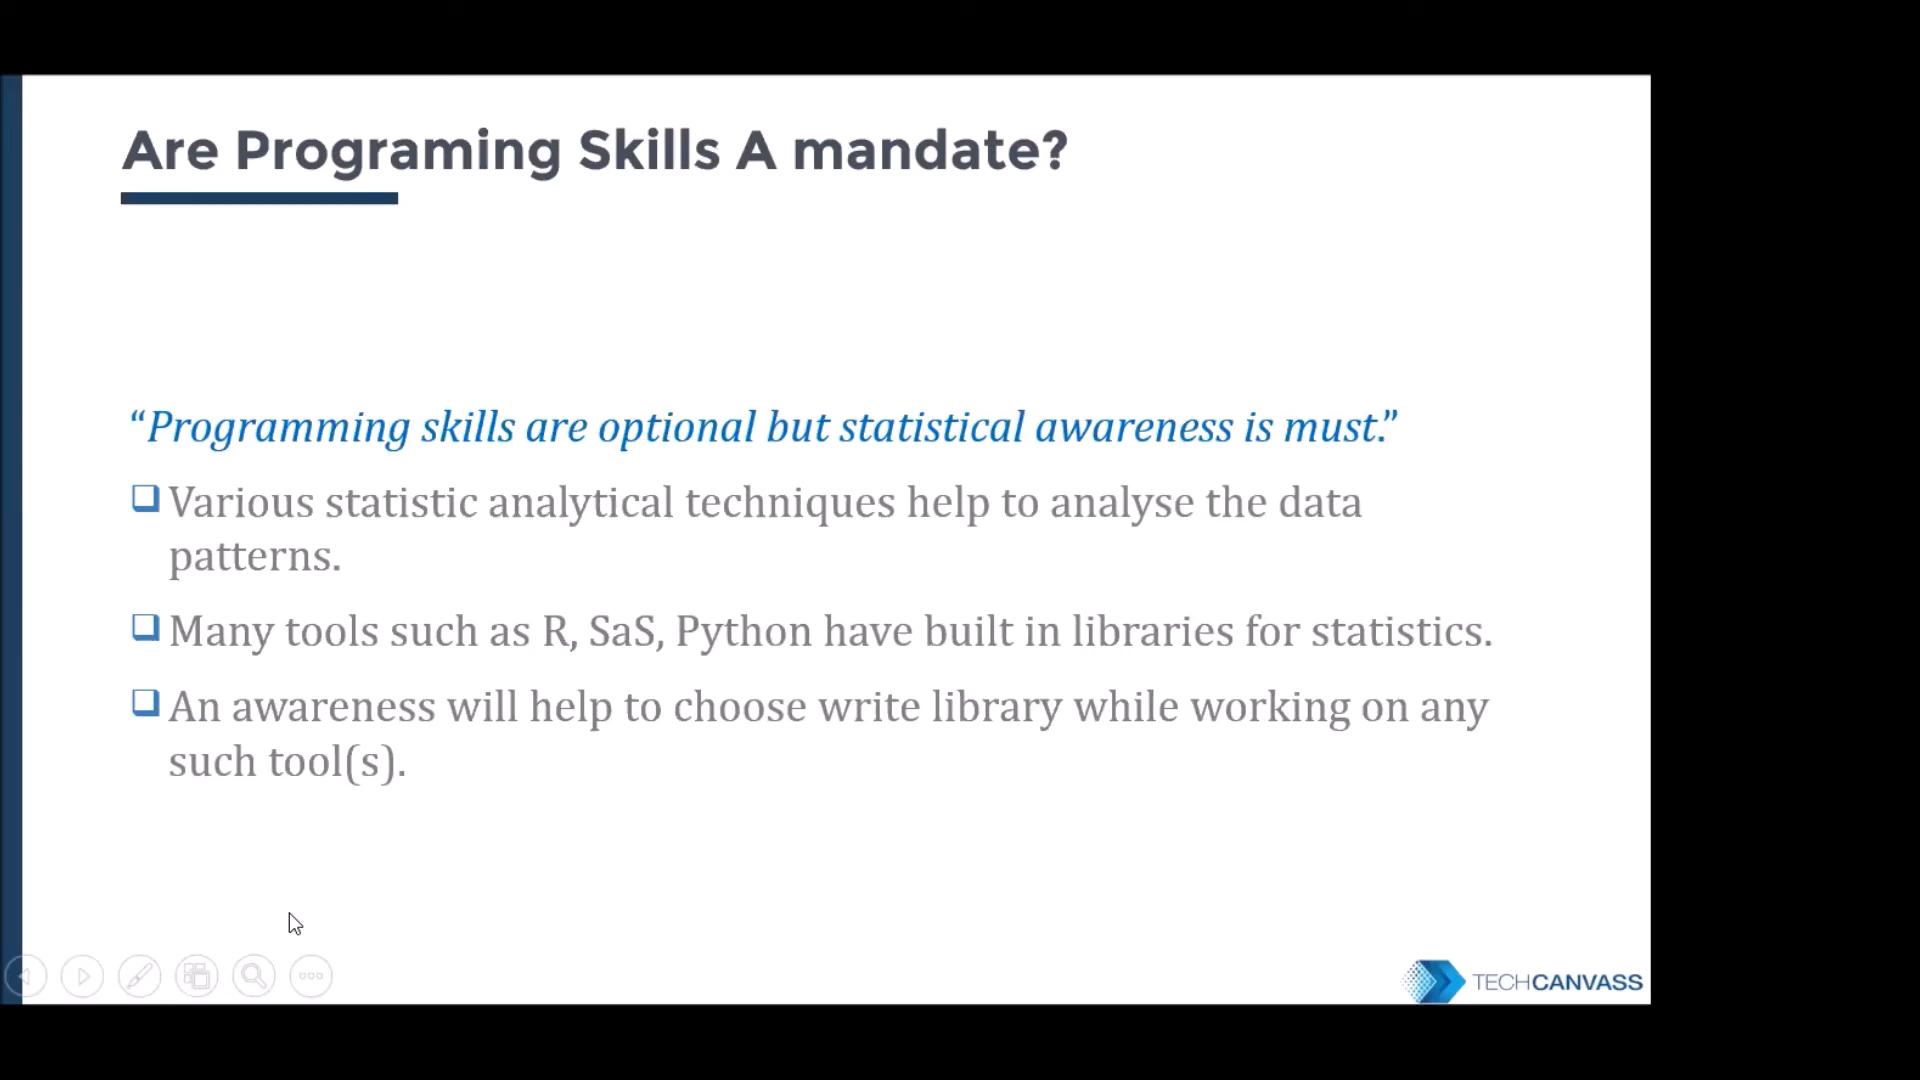 Are Programing Skills A mandate?
“Programming skills are optional but statistical awareness is must.”
Various statistic analytical techniques help to analyse the data
patterns.
Many tools such as R, SaS, Python have built in libraries for statistics.
An awareness will help to choose write library while working on any
such tool(s).
TECHCANVASS